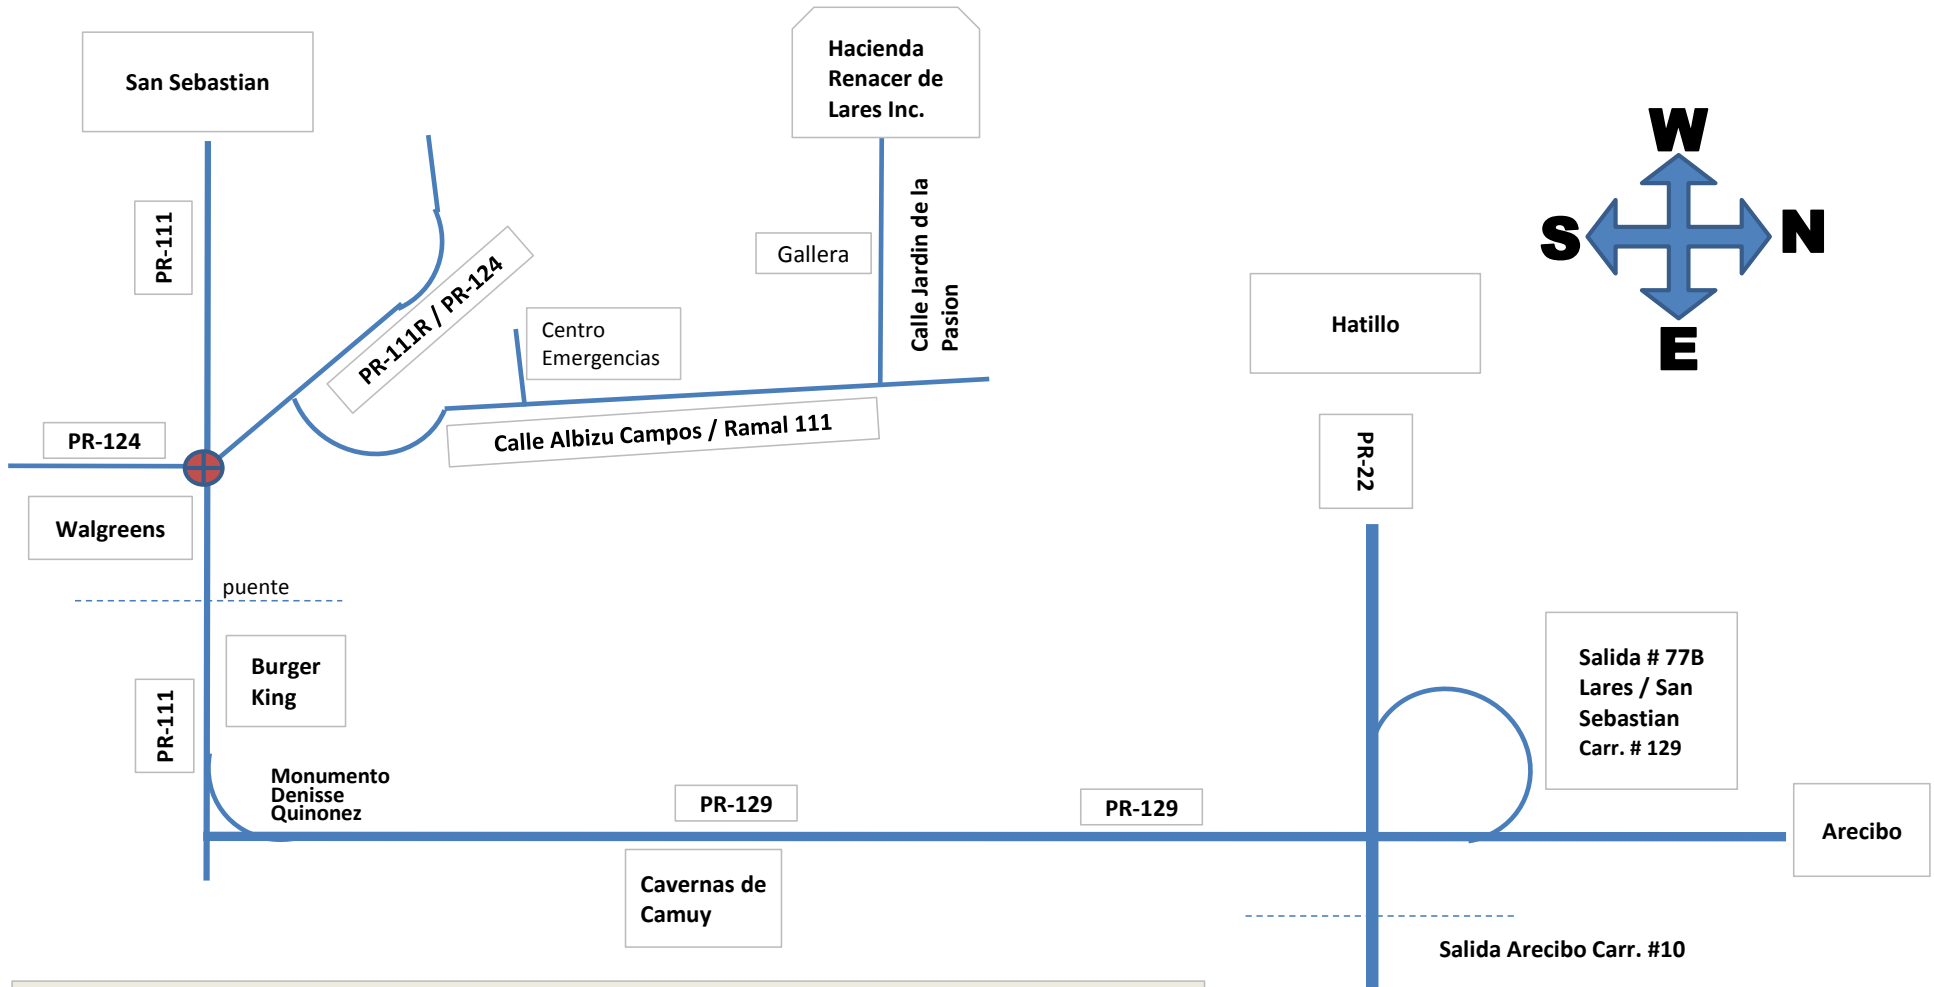 San Sebastian
Hacienda
Renacer de
Lares Inc.
W
S
N
E
PR-111
Gallera
Calle Jardin de la
Pasion
PR-111R / PR-124
Centro
Emergencias
Hatillo
PR-124
Calle Albizu Campos / Ramal 111
PR-22
Walgreens
puente
Burger
King
PR-111
Salida # 77B
Lares / San
Sebastian
Carr. # 129
Monumento
Denisse
Quinonez
PR-129
PR-129
Arecibo
Cavernas de
Camuy
Salida Arecibo Carr. #10